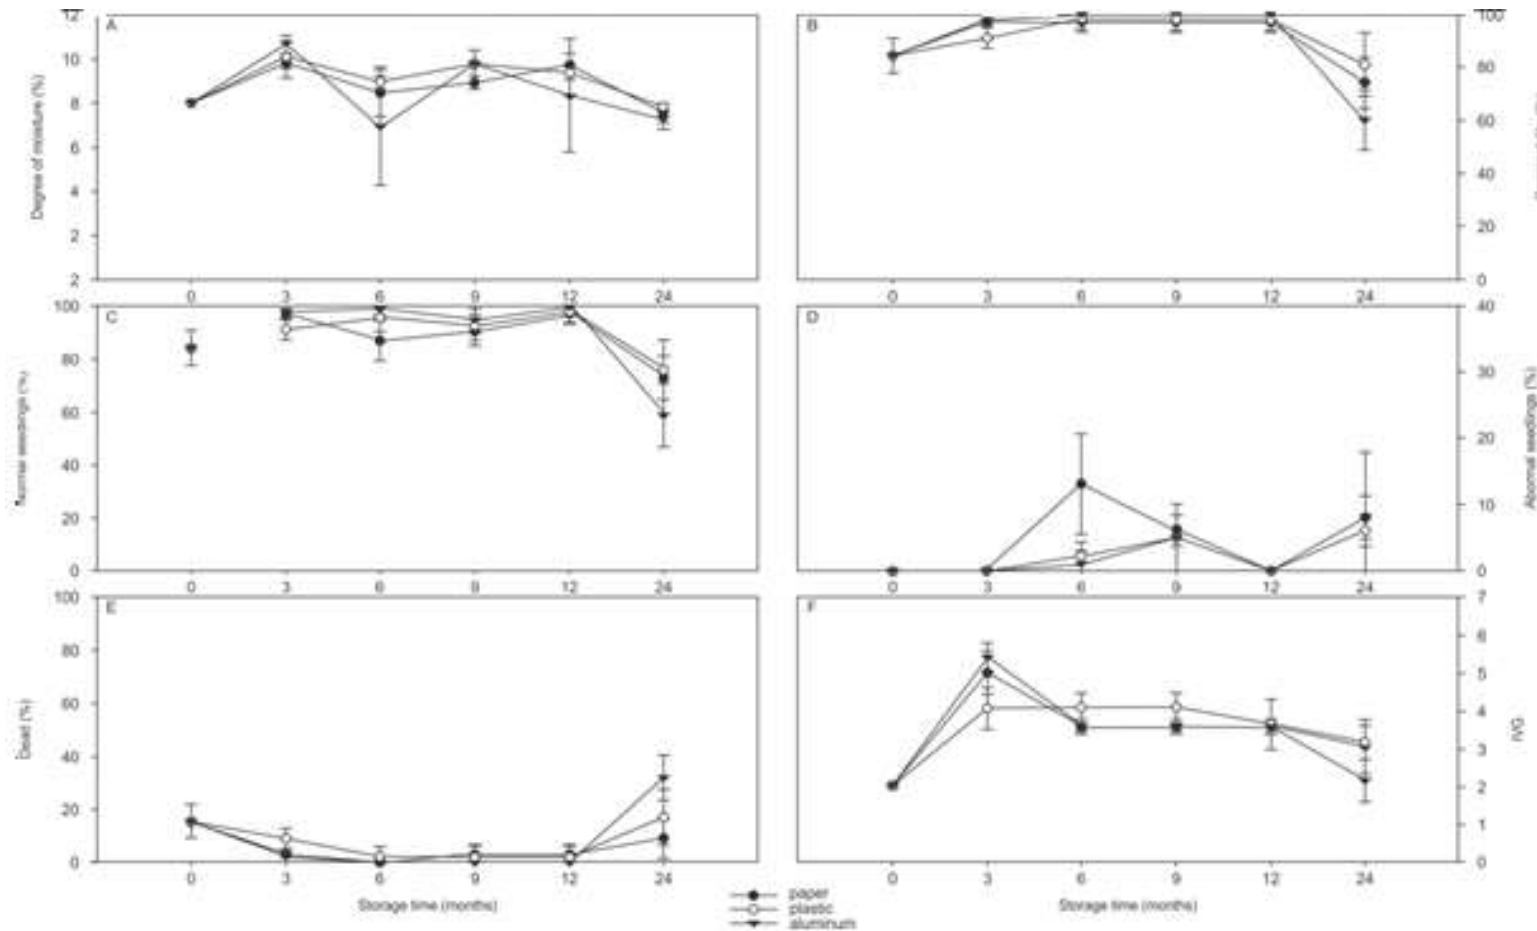 A
12
10
8
6
4
2
2
Degree of moisture (%)
0 3 6 9 12 24
B
100
80
60
40
20
0
0 3 6 9 12 24
C
100
80
60
40
20
0
Normal seedlings (%)
0 3 6 9 12 24
D
40
30
20
10
0
Abormal seedlings (%)
0 3 6 9 12 24
E
100
80
60
40
20
0
Dead (%)
0 3 6 9 12 24
Storage time (months)
F
7
6
5
4
3
2
1
0
IVG
0 3 6 9 12 24
Storage time (months)
paper
plastic
aluminum